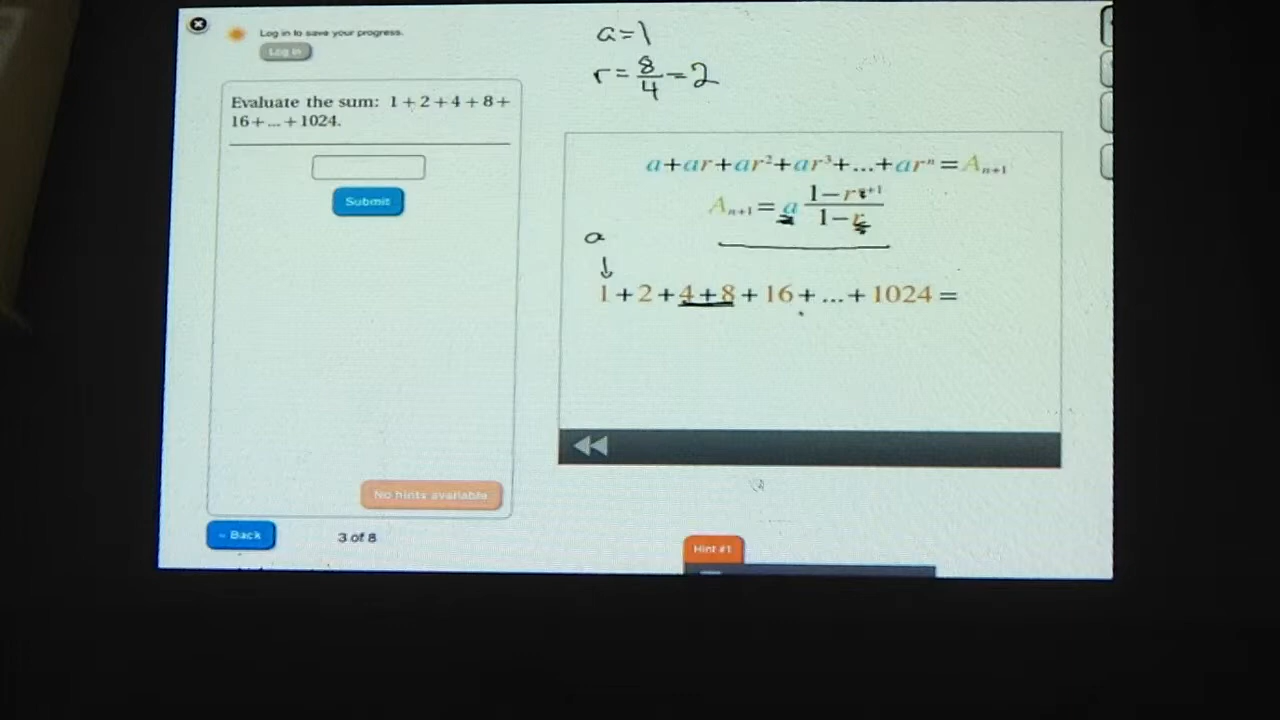 Log in to save your progress.
Log in
Evaluate the sum: 1+2+4+8+
16+...+1024.
Submit
No hints available
Back
3 of 8
a=1
r=8/4=2
a+ar+ar²+ar³+...+arⁿ=Aₙ₊₁
Aₙ₊₁=a (1-rⁿ⁺¹)/(1-r)
a
↓
1+2+4+8+16+...+1024=
Hint #1